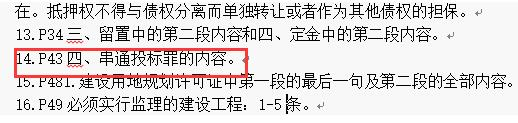 在。抵押权不得与债权分离而单独转让或者作为其他债权的担保。
13.P34 三、留置中的第二段内容和四、定金中的第二段内容。
14.P43 四、串通投标罪的内容。
15.P481.建设用地规划许可证中第一段的最后一句及第二段的全部内容。
16.P49 必须实行监理的建设工程：1-5条。